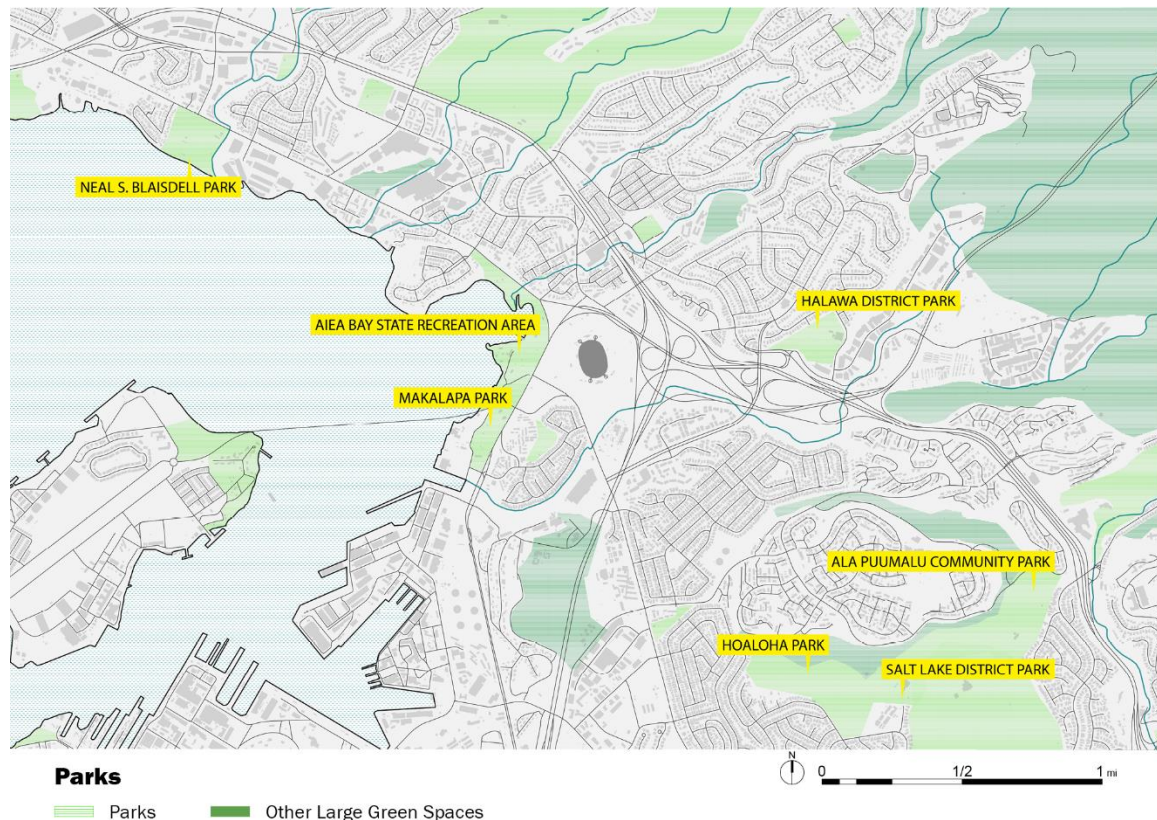 NEAL S. BLAISDELL PARK
HALAWA DISTRICT PARK
AIEA BAY STATE RECREATION AREA
MAKALAPA PARK
ALA PUUMALU COMMUNITY PARK
HOALOHA PARK
SALT LAKE DISTRICT PARK
Parks
N
0 1/2 1 mi
Parks Other Large Green Spaces